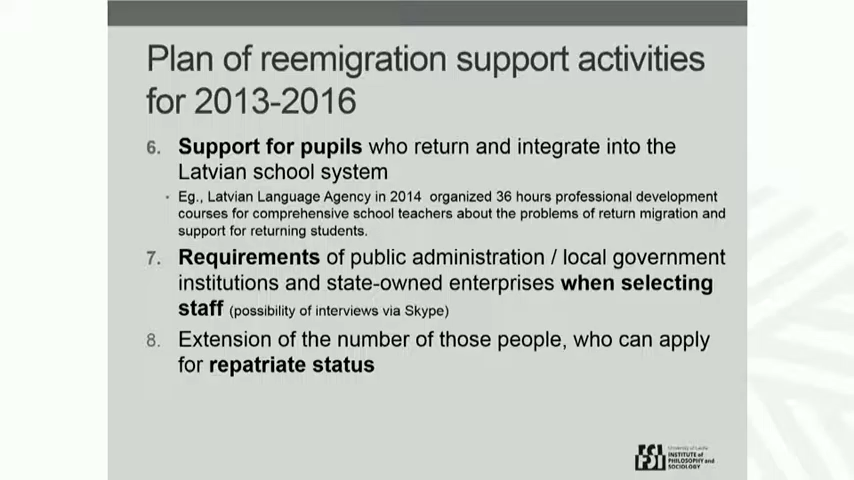 Plan of reemigration support activities
for 2013-2016
6. Support for pupils who return and integrate into the
Latvian school system
• Eg., Latvian Language Agency in 2014 organized 36 hours professional development
courses for comprehensive school teachers about the problems of return migration and
support for returning students.
7. Requirements of public administration / local government
institutions and state-owned enterprises when selecting
staff (possibility of interviews via Skype)
8. Extension of the number of those people, who can apply
for repatriate status
University of Latvia
INSTITUTE of
PHILOSOPHY and
SOCIOLOGY